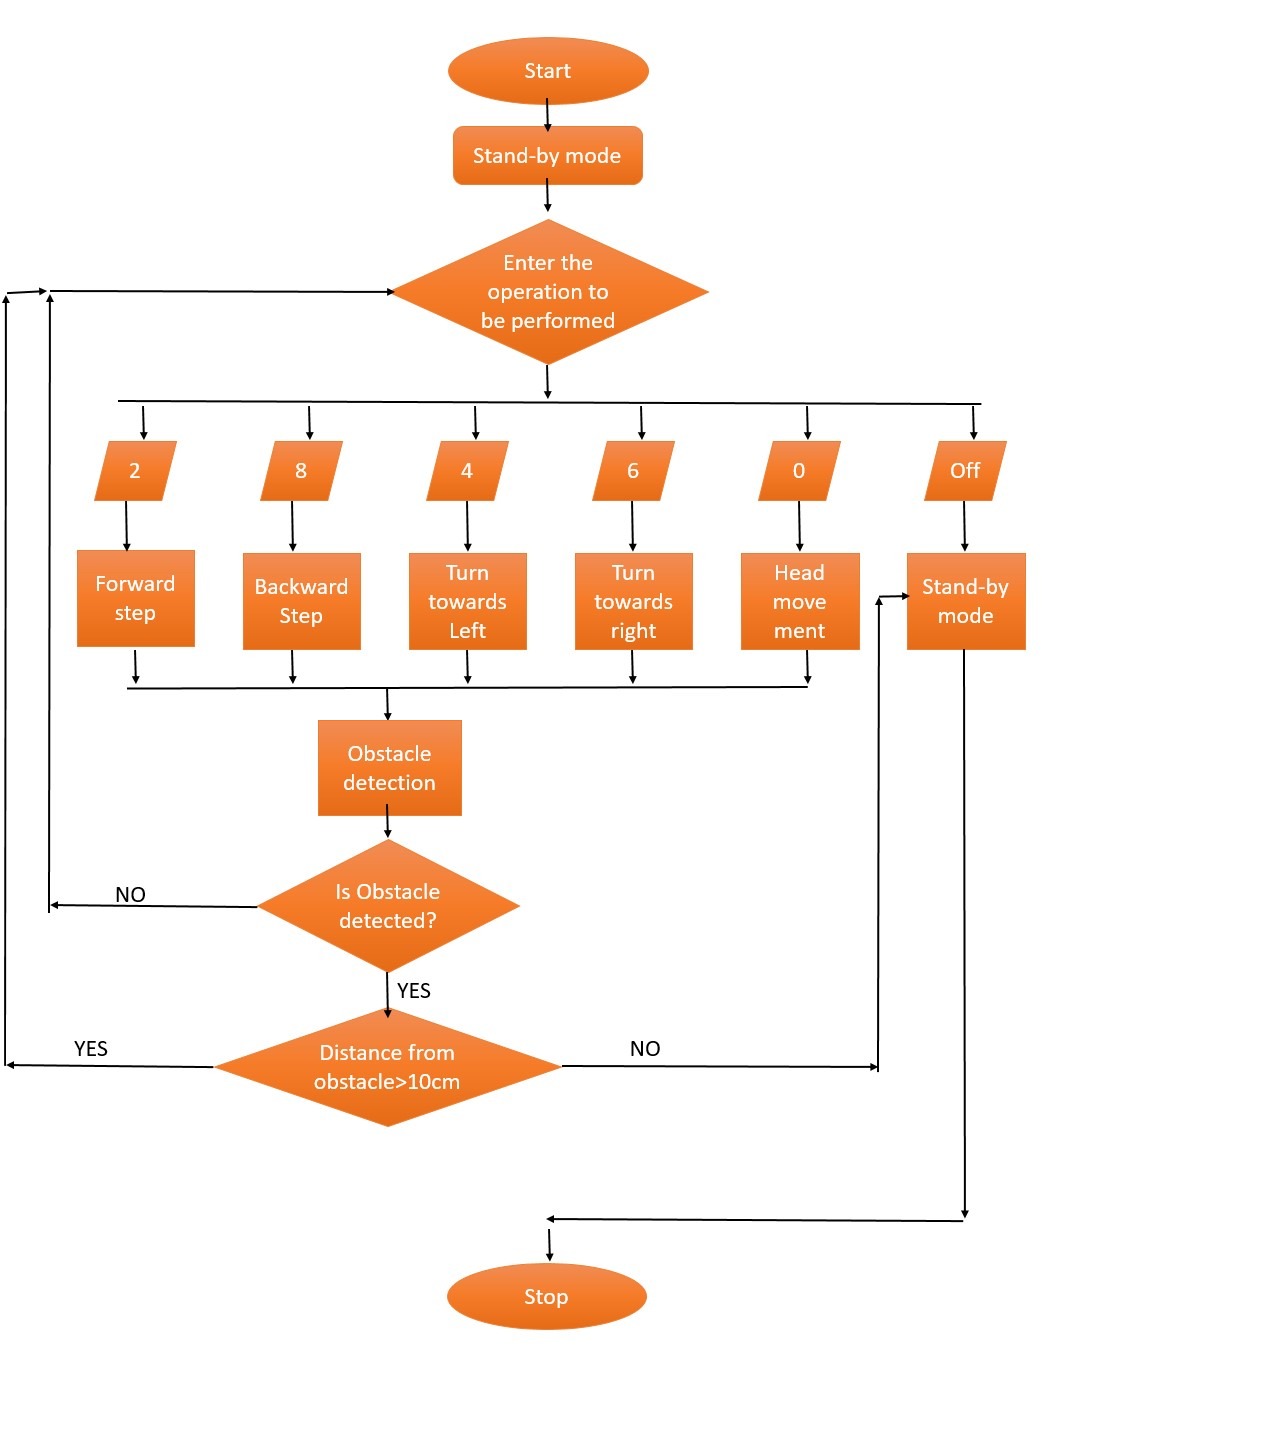 Start
Stand-by mode
Enter the
operation to
be performed
2
8
4
6
0
Off
Forward
step
Backward
Step
Turn
towards
Left
Turn
towards
right
Head
move
ment
Stand-by
mode
Obstacle
detection
Is Obstacle
detected?
NO
YES
Distance from
obstacle>10cm
YES
NO
Stop